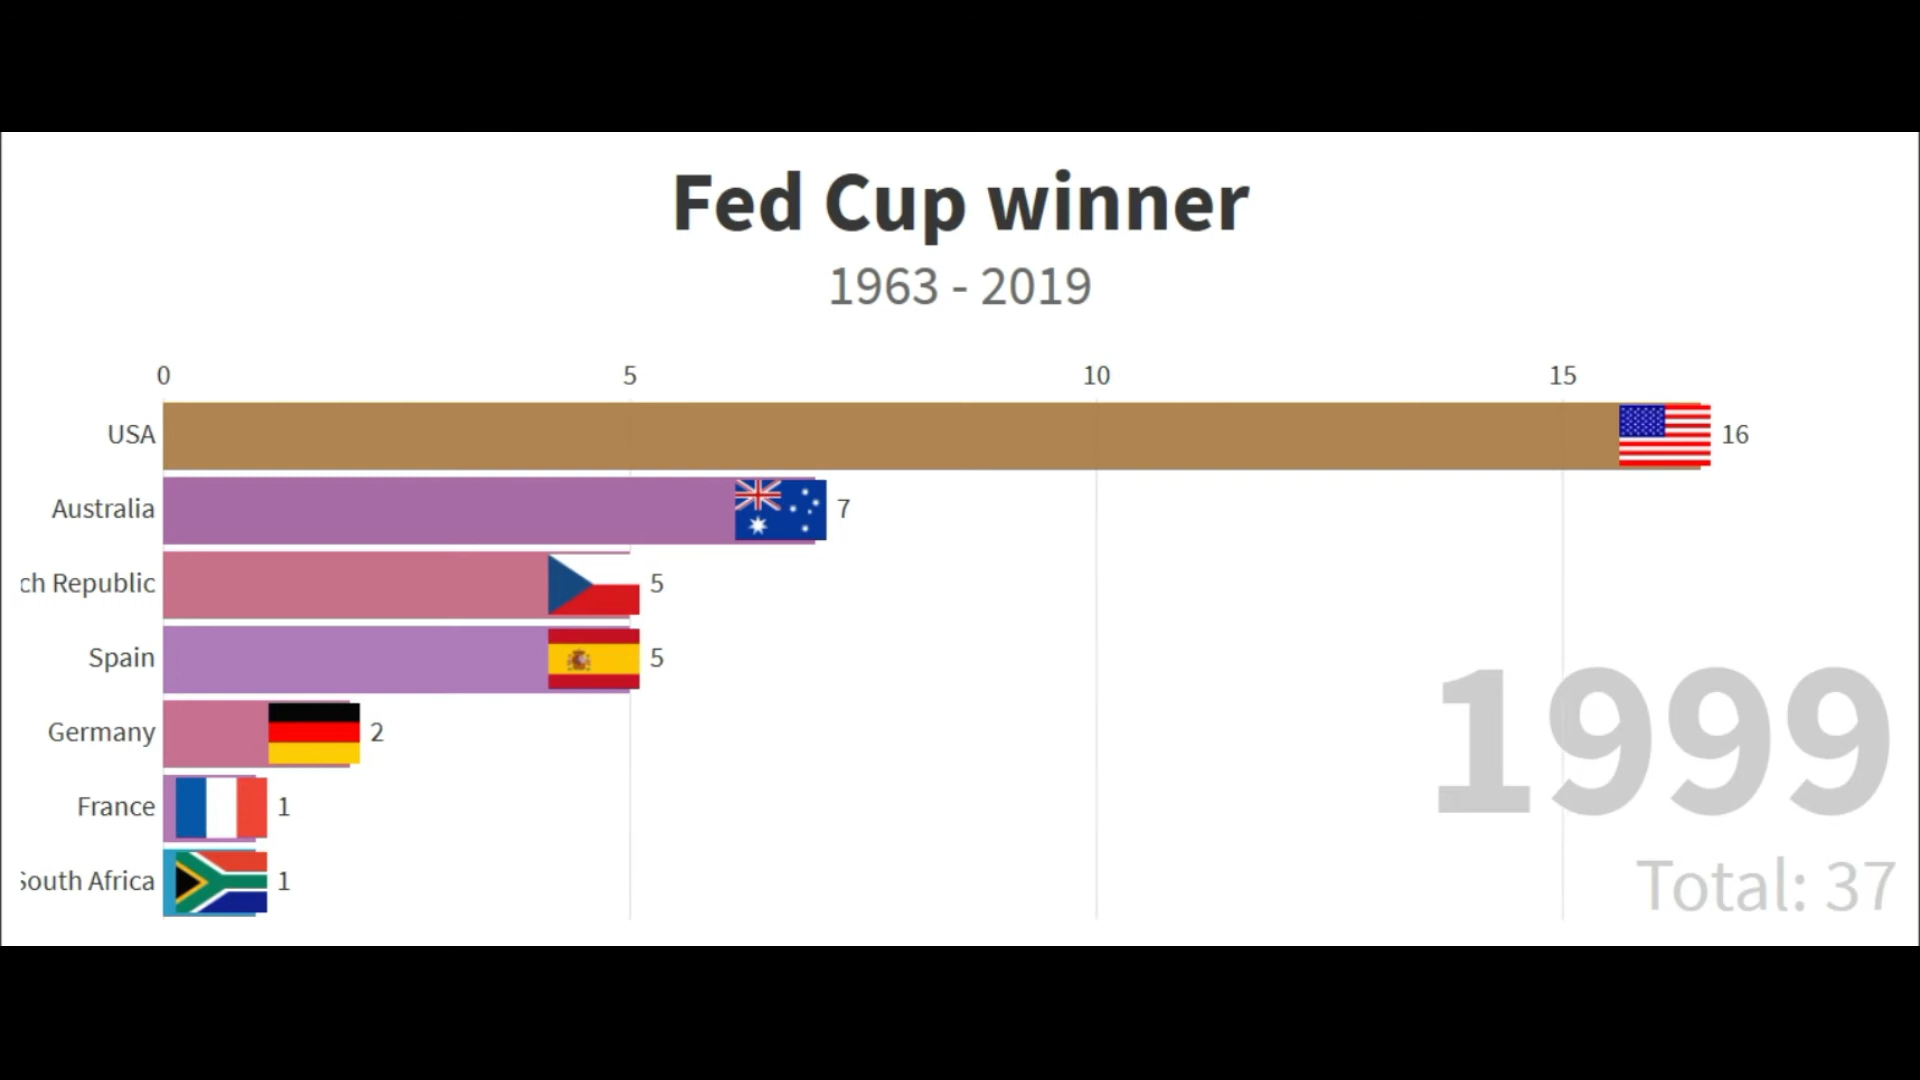 Fed Cup winner
1963 - 2019
0 5 10 15
USA 16
Australia 7
ch Republic 5
Spain 5
Germany 2
France 1
South Africa 1
1999
Total: 37